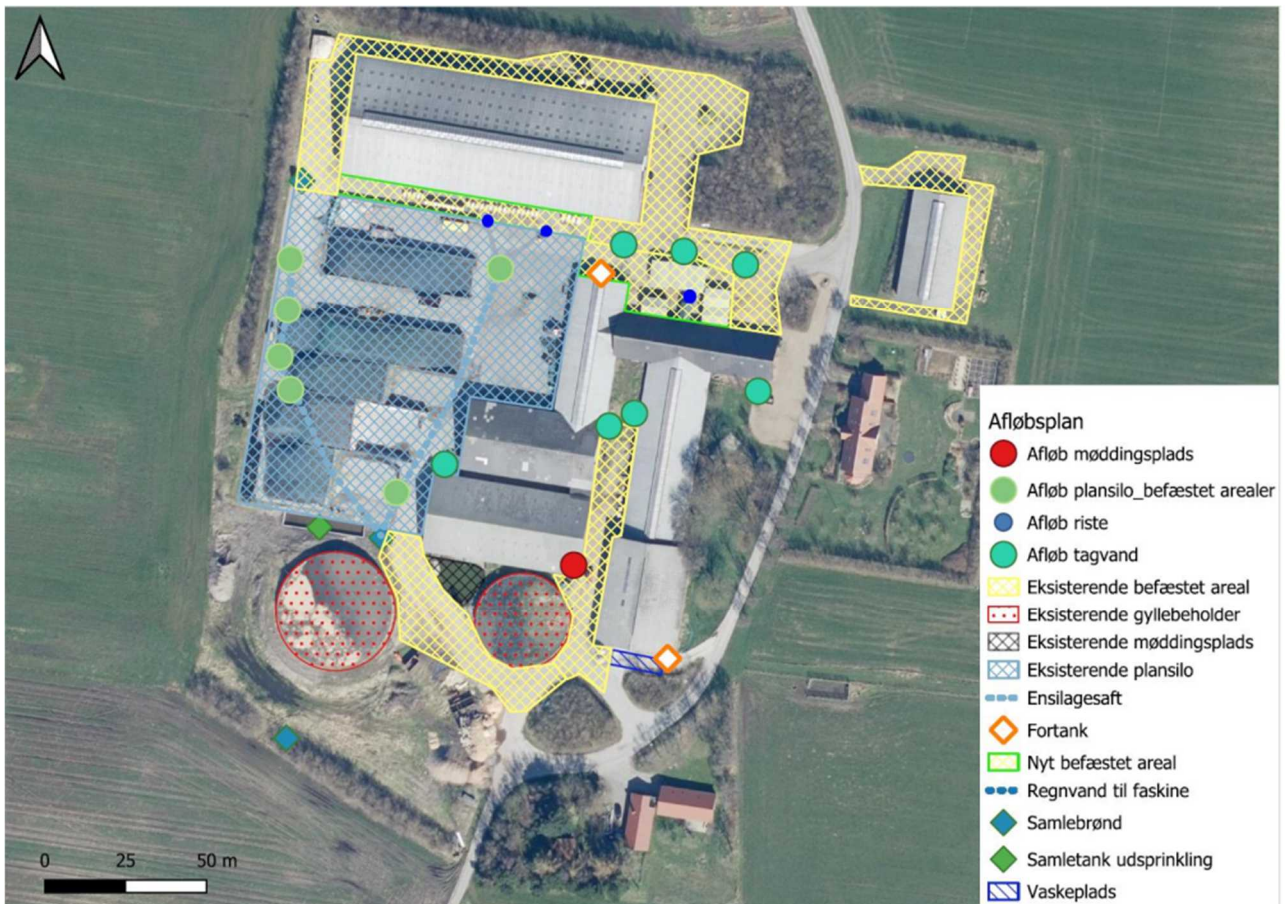 Afløbsplan
Afløb møddingsplads
Afløb plansilo_befæstet arealer
Afløb riste
Afløb tagvand
Eksisterende befæstet areal
Eksisterende gyllebeholder
Eksisterende møddingsplads
Eksisterende plansilo
Ensilagesaft
Fortank
Nyt befæstet areal
Regnvand til faskine
Samlebrønd
Samletank udsprinkling
Vaskeplads
0 25 50 m